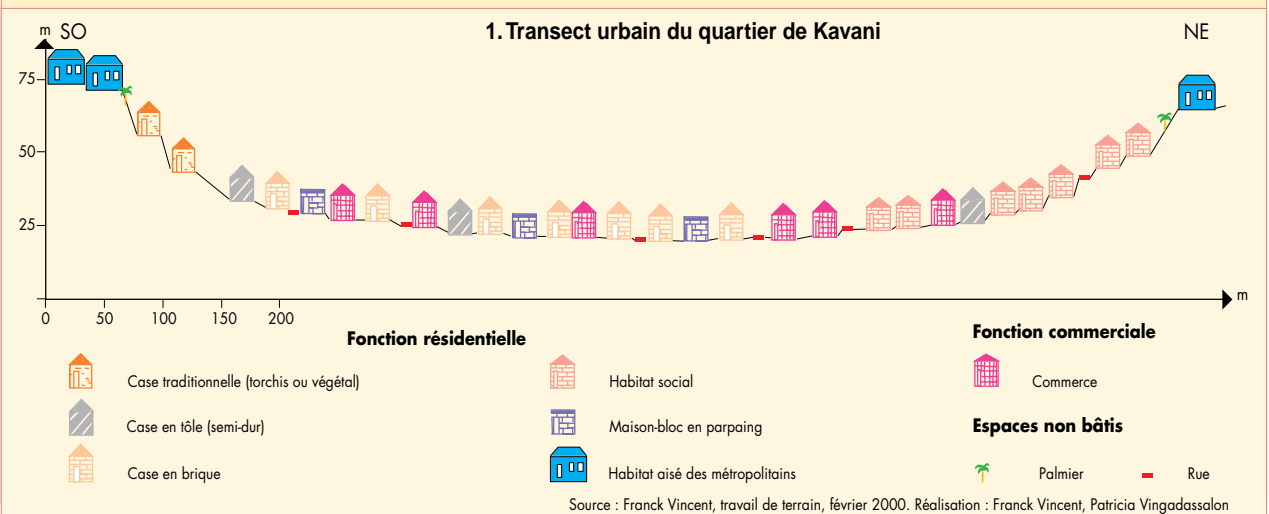 1. Transect urbain du quartier de Kavani
m SO
NE
75
50
25
m
0 50 100 150 200
Fonction résidentielle
Case traditionnelle (torchis ou végétal)
Case en tôle (semi-dur)
Case en brique
Habitat social
Maison-bloc en parpaing
Habitat aisé des métropolitains
Fonction commerciale
Commerce
Espaces non bâtis
Palmier
Rue
Source : Franck Vincent, travail de terrain, février 2000. Réalisation : Franck Vincent, Patricia Vingadassalon